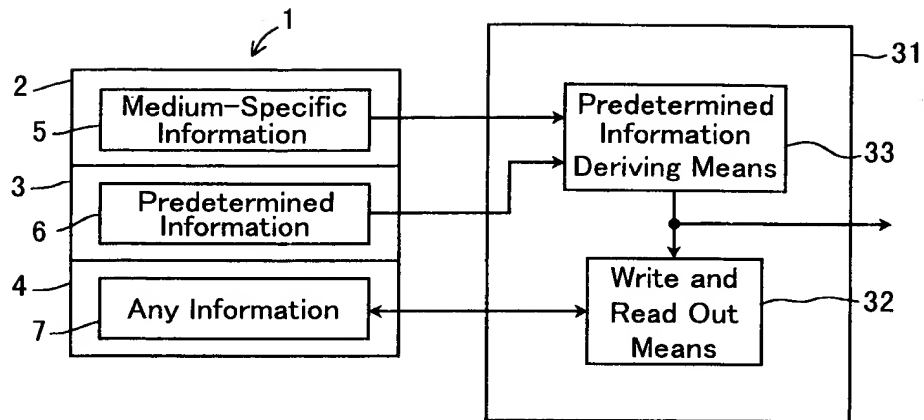 1
2
Medium-Specific
Information
5
3
Predetermined
Information
6
4
Any Information
7
31
Predetermined
Information
Deriving Means
33
Write and
Read Out
Means
32